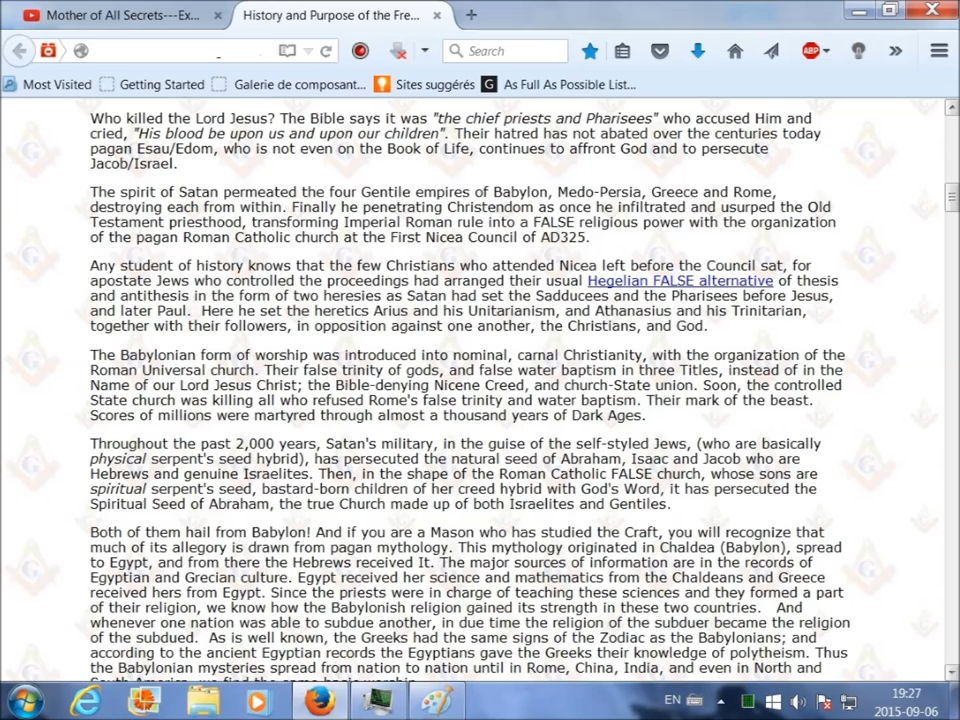 Mother of All Secrets---Ex...
History and Purpose of the Fre...
Search
ABP
Most Visited
Getting Started
Galerie de composant...
Sites suggérés
G
As Full As Possible List...
Who killed the Lord Jesus? The Bible says it was "the chief priests and Pharisees" who accused Him and
cried, "His blood be upon us and upon our children". Their hatred has not abated over the centuries today
pagan Esau/Edom, who is not even on the Book of Life, continues to affront God and to persecute
Jacob/Israel.
The spirit of Satan permeated the four Gentile empires of Babylon, Medo-Persia, Greece and Rome,
destroying each from within. Finally he penetrating Christendom as once he infiltrated and usurped the Old
Testament priesthood, transforming Imperial Roman rule into a FALSE religious power with the organization
of the pagan Roman Catholic church at the First Nicea Council of AD325.
Any student of history knows that the few Christians who attended Nicea left before the Council sat, for
apostate Jews who controlled the proceedings had arranged their usual Hegelian FALSE alternative of thesis
and antithesis in the form of two heresies as Satan had set the Sadducees and the Pharisees before Jesus,
and later Paul. Here he set the heretics Arius and his Unitarianism, and Athanasius and his Trinitarian,
together with their followers, in opposition against one another, the Christians, and God.
The Babylonian form of worship was introduced into nominal, carnal Christianity, with the organization of the
Roman Universal church. Their false trinity of gods, and false water baptism in three Titles, instead of in the
Name of our Lord Jesus Christ; the Bible-denying Nicene Creed, and church-State union. Soon, the controlled
State church was killing all who refused Rome's false trinity and water baptism. Their mark of the beast.
Scores of millions were martyred through almost a thousand years of Dark Ages.
Throughout the past 2,000 years, Satan's military, in the guise of the self-styled Jews, (who are basically
physical serpent's seed hybrid), has persecuted the natural seed of Abraham, Isaac and Jacob who are
Hebrews and genuine Israelites. Then, in the shape of the Roman Catholic FALSE church, whose sons are
spiritual serpent's seed, bastard-born children of her creed hybrid with God's Word, it has persecuted the
Spiritual Seed of Abraham, the true Church made up of both Israelites and Gentiles.
Both of them hail from Babylon! And if you are a Mason who has studied the Craft, you will recognize that
much of its allegory is drawn from pagan mythology. This mythology originated in Chaldea (Babylon), spread
to Egypt, and from there the Hebrews received It. The major sources of information are in the records of
Egyptian and Grecian culture. Egypt received her science and mathematics from the Chaldeans and Greece
received hers from Egypt. Since the priests were in charge of teaching these sciences and they formed a part
of their religion, we know how the Babylonish religion gained its strength in these two countries. And
whenever one nation was able to subdue another, in due time the religion of the subduer became the religion
of the subdued. As is well known, the Greeks had the same signs of the Zodiac as the Babylonians; and
according to the ancient Egyptian records the Egyptians gave the Greeks their knowledge of polytheism. Thus
the Babylonian mysteries spread from nation to nation until in Rome, China, India, and even in North and
South America, we find the same basic worship.
EN
19:27
2015-09-06